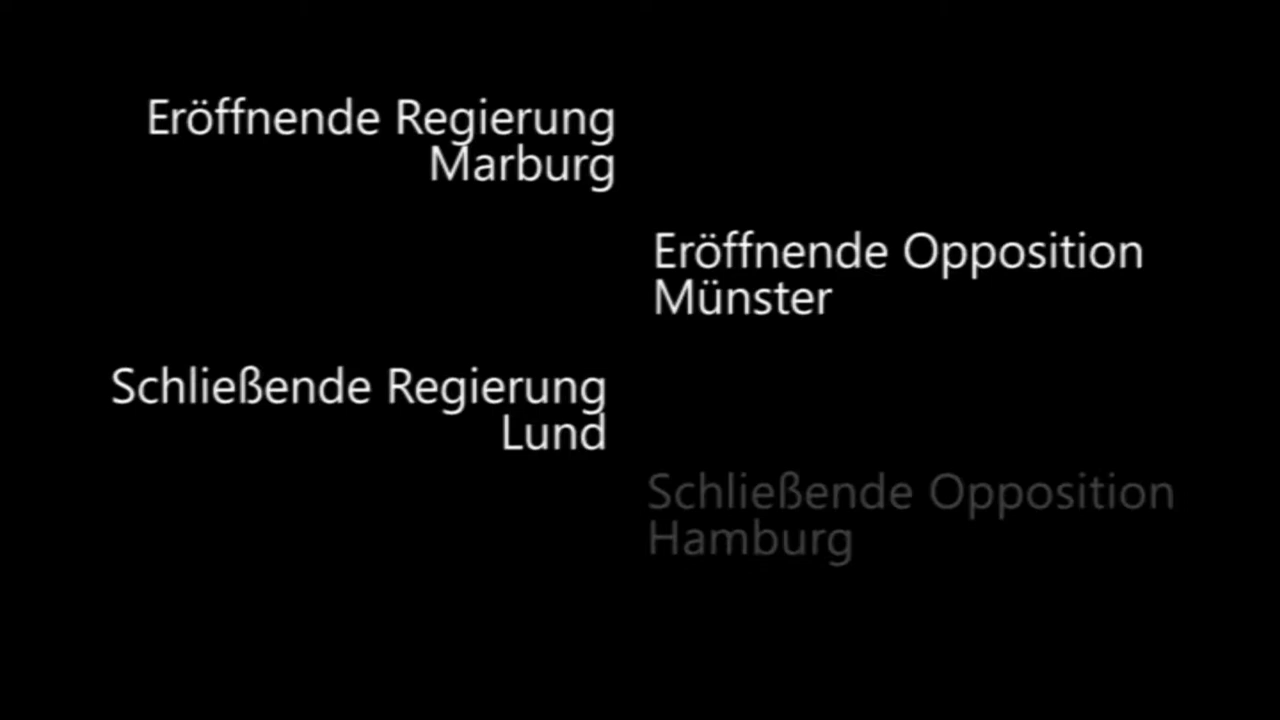 Eröffnende Regierung
Marburg
Eröffnende Opposition
Münster
Schließende Regierung
Lund
Schließende Opposition
Hamburg